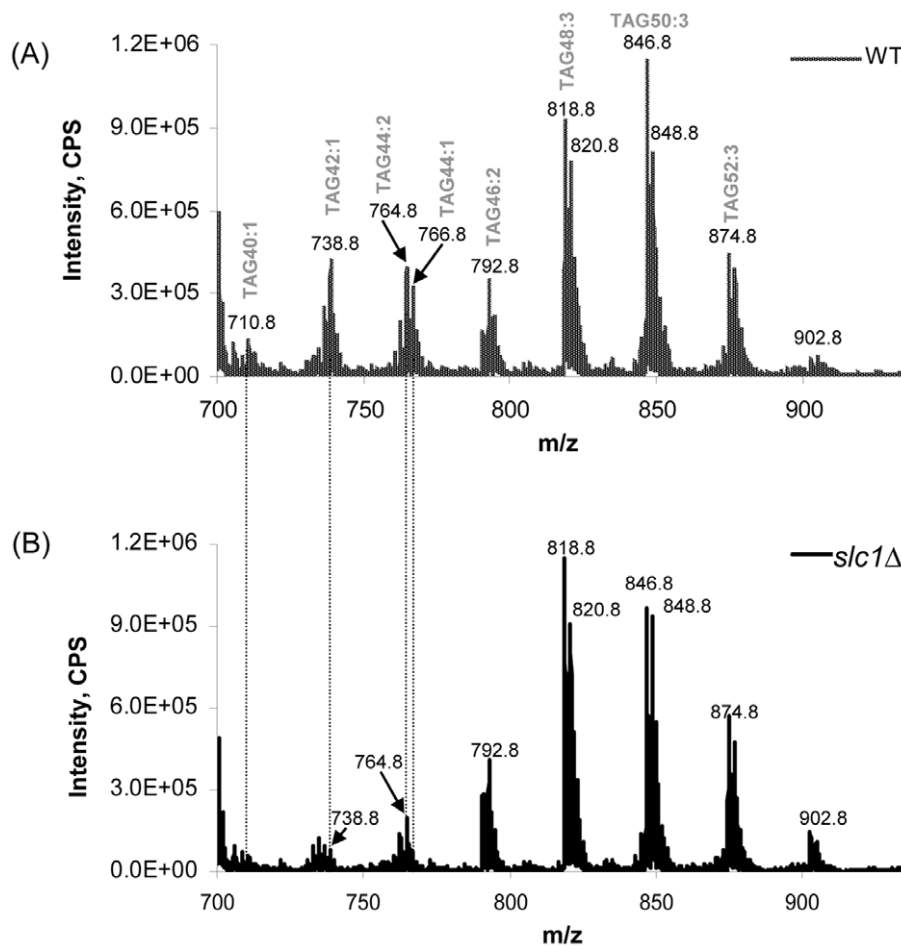 (A)
WT
Intensity, CPS
1.2E+06
9.0E+05
6.0E+05
3.0E+05
0.0E+00
TAG40:1
TAG42:1
TAG44:2
TAG44:1
TAG46:2
TAG48:3
TAG50:3
TAG52:3
710.8
738.8
764.8
766.8
792.8
818.8
820.8
846.8
848.8
874.8
902.8
700 750 800 850 900
m/z
(B)
slc1Δ
Intensity, CPS
1.2E+06
9.0E+05
6.0E+05
3.0E+05
0.0E+00
738.8
764.8
792.8
818.8
820.8
846.8
848.8
874.8
902.8
700 750 800 850 900
m/z